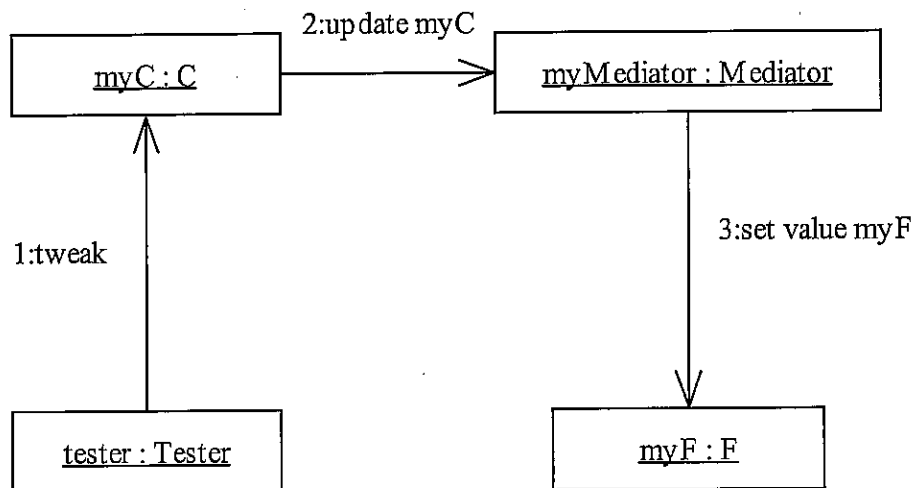 2:update myC
myC : C
myMediator : Mediator
1:tweak
3:set value myF
tester : Tester
myF : F